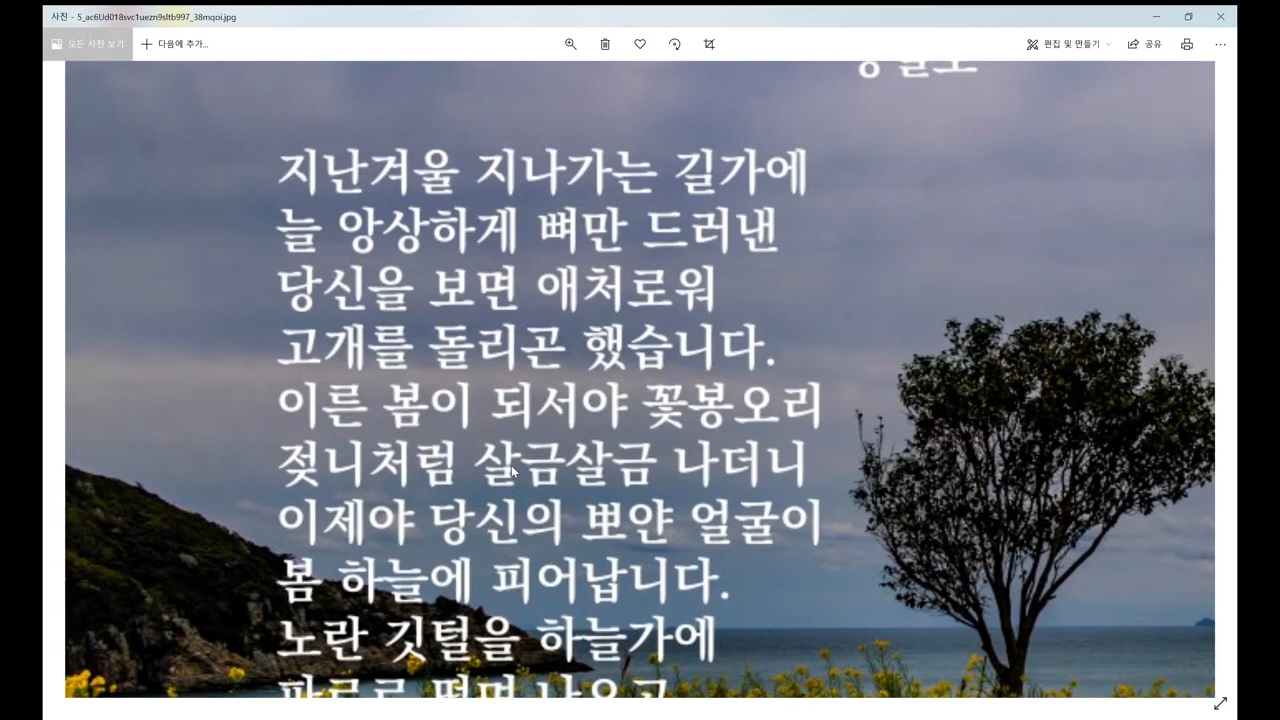 사진 - 5_ac6Ud018svc1uezn9sltb997_38mqoi.jpg
모든 사진 보기
다음에 추가...
편집 및 만들기
공유
지난겨울 지나가는 길가에
늘 앙상하게 뼈만 드러낸
당신을 보면 애처로워
고개를 돌리곤 했습니다.
이른 봄이 되서야 꽃봉오리
젖니처럼 살금살금 나더니
이제야 당신의 뽀얀 얼굴이
봄 하늘에 피어납니다.
노란 깃털을 하늘가에